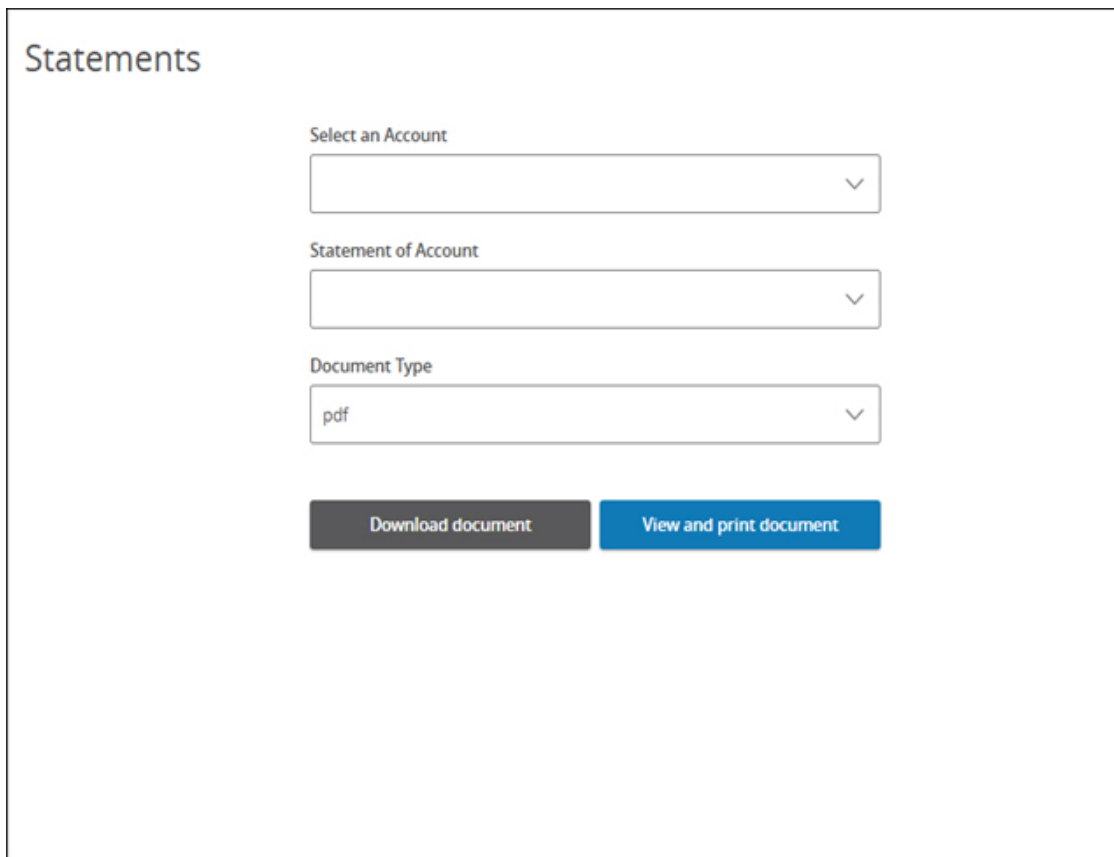 Statements
Select an Account
Statement of Account
Document Type
pdf
Download document
View and print document